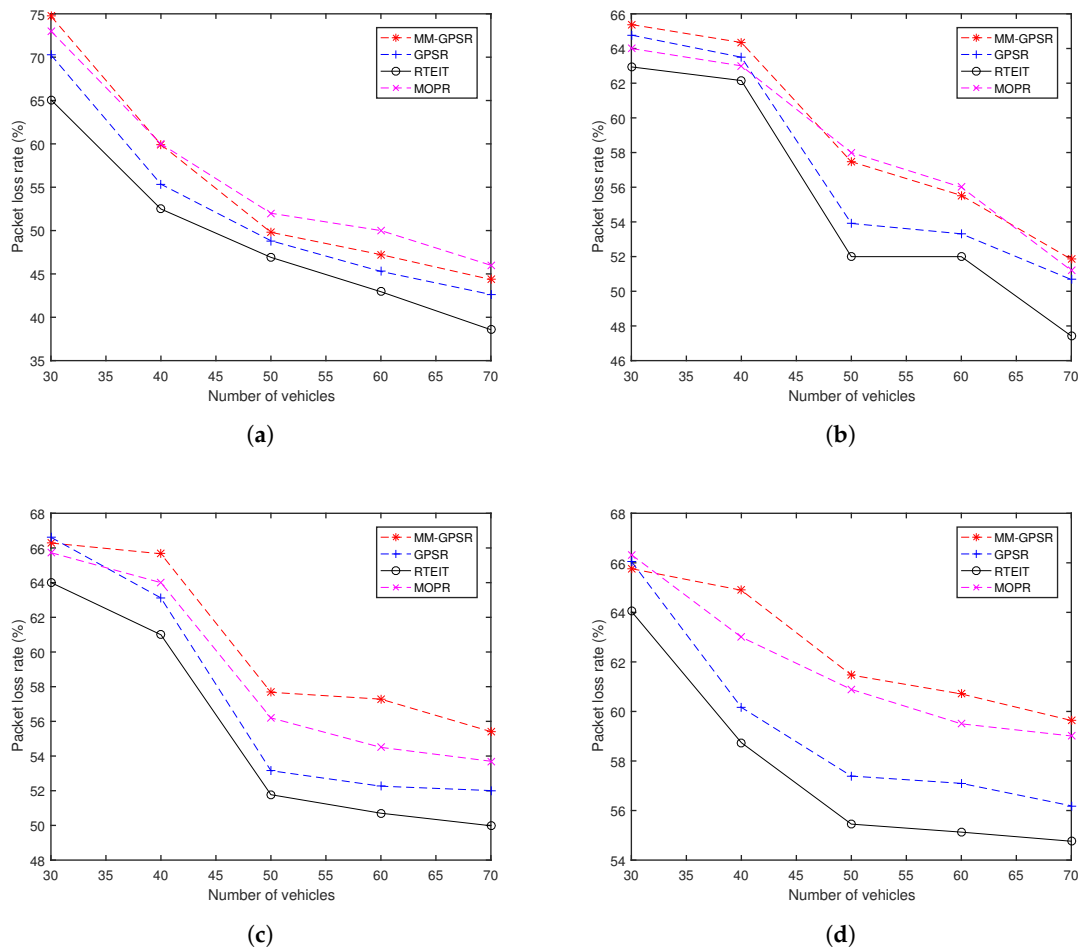 75
70
65
60
55
50
45
40
35
Packet loss rate (%)
MM-GPSR
GPSR
RTEIT
MOPR
30 35 40 45 50 55 60 65 70
Number of vehicles
(a)
66
64
62
60
58
56
54
52
50
48
46
Packet loss rate (%)
MM-GPSR
GPSR
RTEIT
MOPR
30 35 40 45 50 55 60 65 70
Number of vehicles
(b)
68
66
64
62
60
58
56
54
52
50
48
Packet loss rate (%)
MM-GPSR
GPSR
RTEIT
MOPR
30 35 40 45 50 55 60 65 70
Number of vehicles
(c)
68
66
64
62
60
58
56
54
Packet loss rate (%)
MM-GPSR
GPSR
RTEIT
MOPR
30 35 40 45 50 55 60 65 70
Number of vehicles
(d)